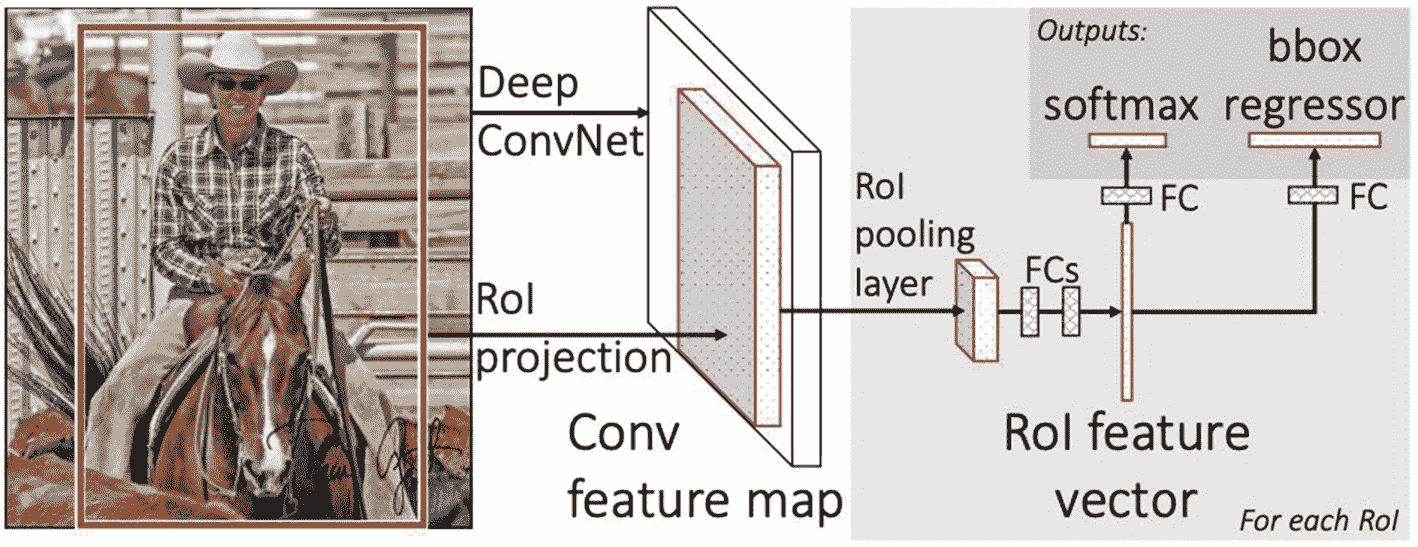 Deep
ConvNet
RoI
projection
Conv
feature map
RoI
pooling
layer
FCs
Outputs:
softmax
bbox
regressor
FC
FC
RoI feature
vector
For each RoI